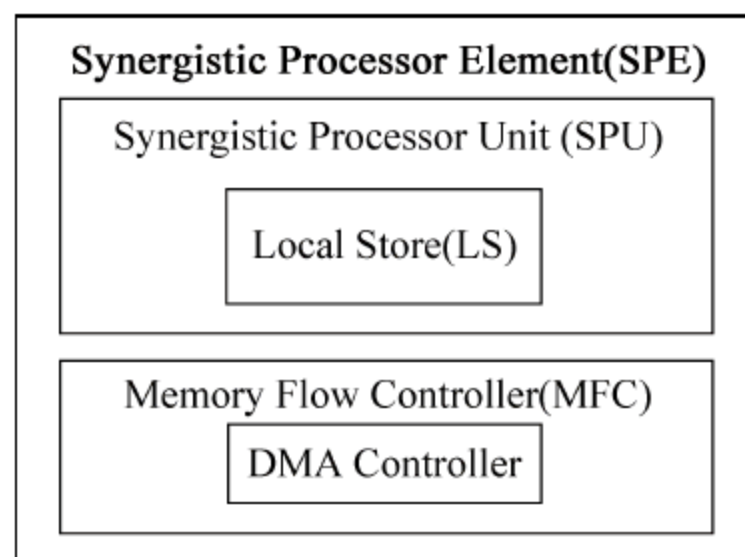 Synergistic Processor Element(SPE)
Synergistic Processor Unit (SPU)
Local Store(LS)
Memory Flow Controller(MFC)
DMA Controller